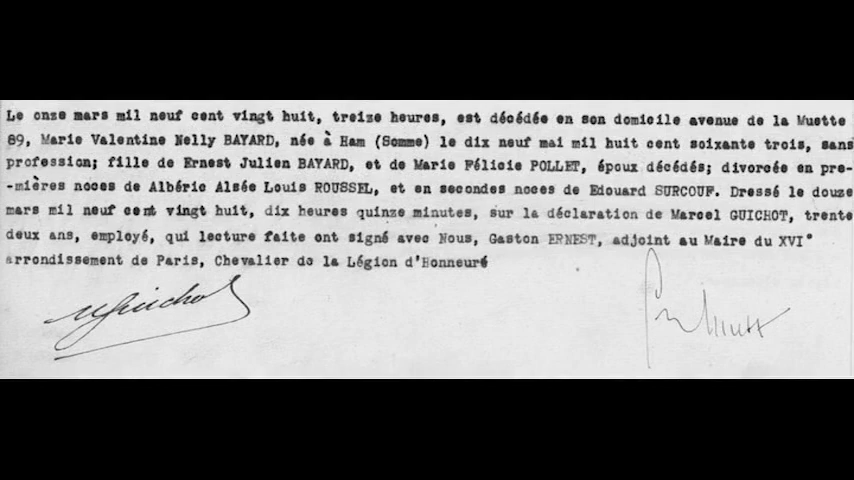 Le onze mars mil neuf cent vingt huit, treize heures, est décédée en son domicile avenue de la Muette
89, Marie Valentine Nelly BAYARD, née à Ham (Somme) le dix neuf mai mil huit cent soixante trois, sans
profession; fille de Ernest Julien BAYARD, et de Marie Félicie POLLET, époux décédés; divorcée en pre-
-mières noces de Albéric Alsée Louis ROUSSEL, et en secondes noces de Edouard SURCOUF. Dressé le douze
mars mil neuf cent vingt huit, dix heures quinze minutes, sur la déclaration de Marcel GUICHOT, trente
deux ans, employé, qui lecture faite ont signé avec Nous, Gaston ERNEST, adjoint au Maire du XVI°
arrondissement de Paris, Chevalier de la Légion d'Honneuré
MGuichot